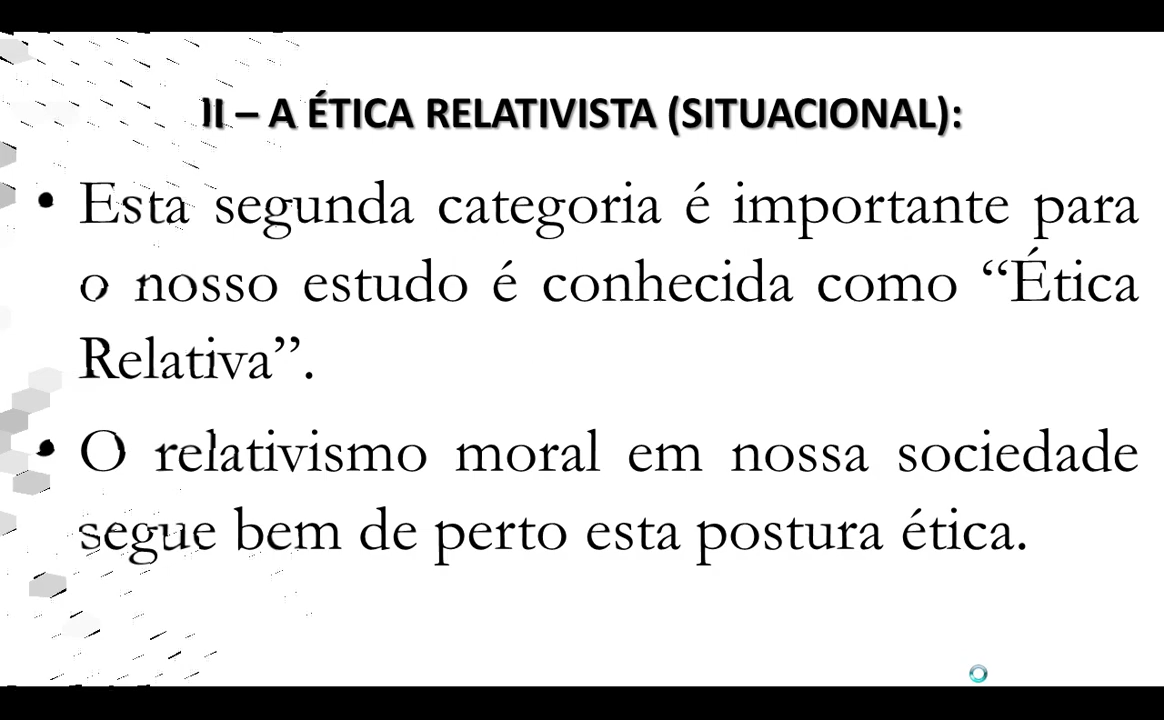 II – A ÉTICA RELATIVISTA (SITUACIONAL):
• Esta segunda categoria é importante para
o nosso estudo é conhecida como “Ética
Relativa”.
• O relativismo moral em nossa sociedade
segue bem de perto esta postura ética.